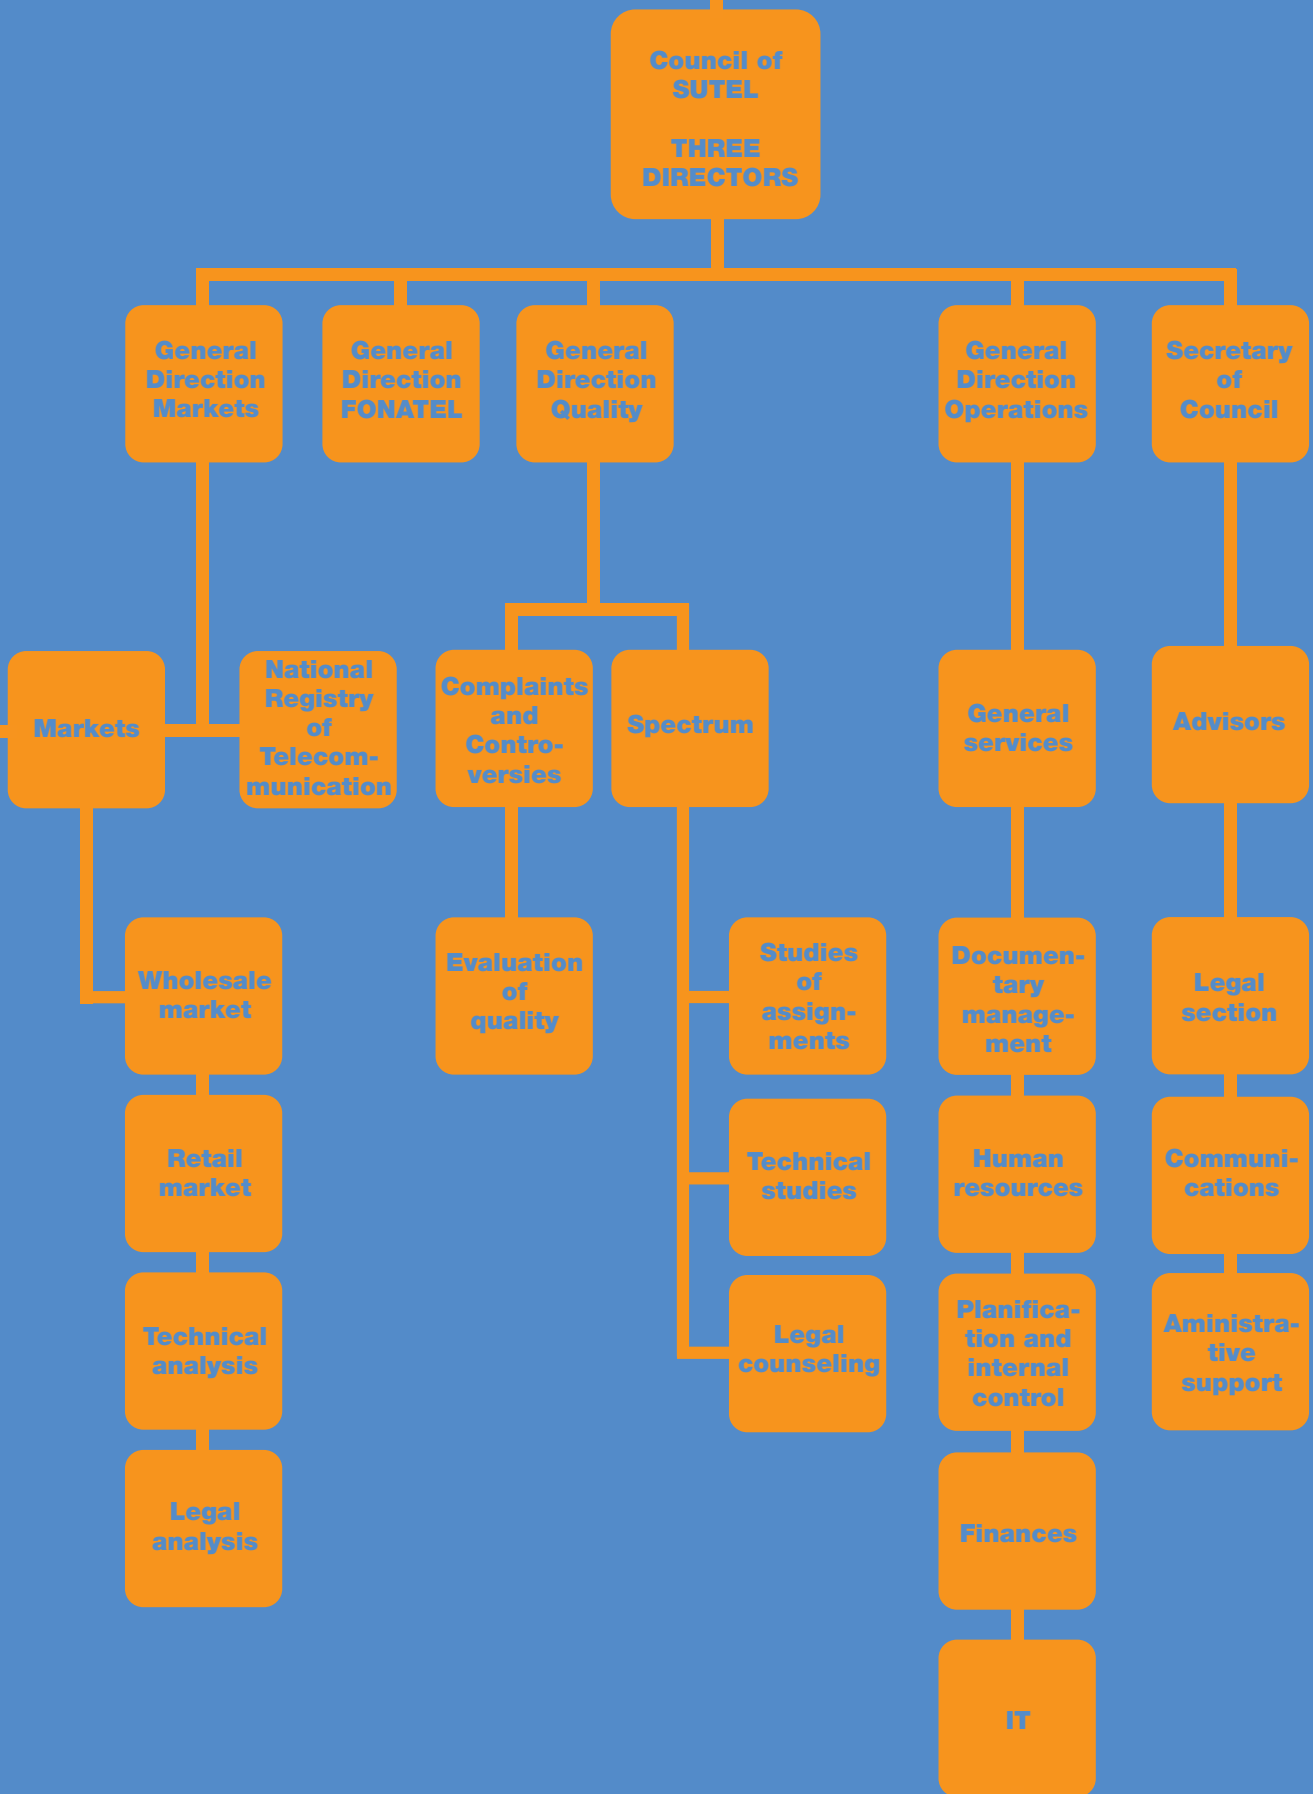 Council of
SUTEL
THREE
DIRECTORS
General
Direction
Markets
General
Direction
FONATEL
General
Direction
Quality
General
Direction
Operations
Secretary
of
Council
Markets
National
Registry
of
Telecom-
munication
Complaints
and
Contro-
versies
Spectrum
General
services
Advisors
Wholesale
market
Evaluation
of
quality
Studies
of
assign-
ments
Documen-
tary
manage-
ment
Legal
section
Retail
market
Technical
studies
Human
resources
Communi-
cations
Technical
analysis
Legal
counseling
Planifica-
tion and
internal
control
Aministra-
tive
support
Legal
analysis
Finances
IT